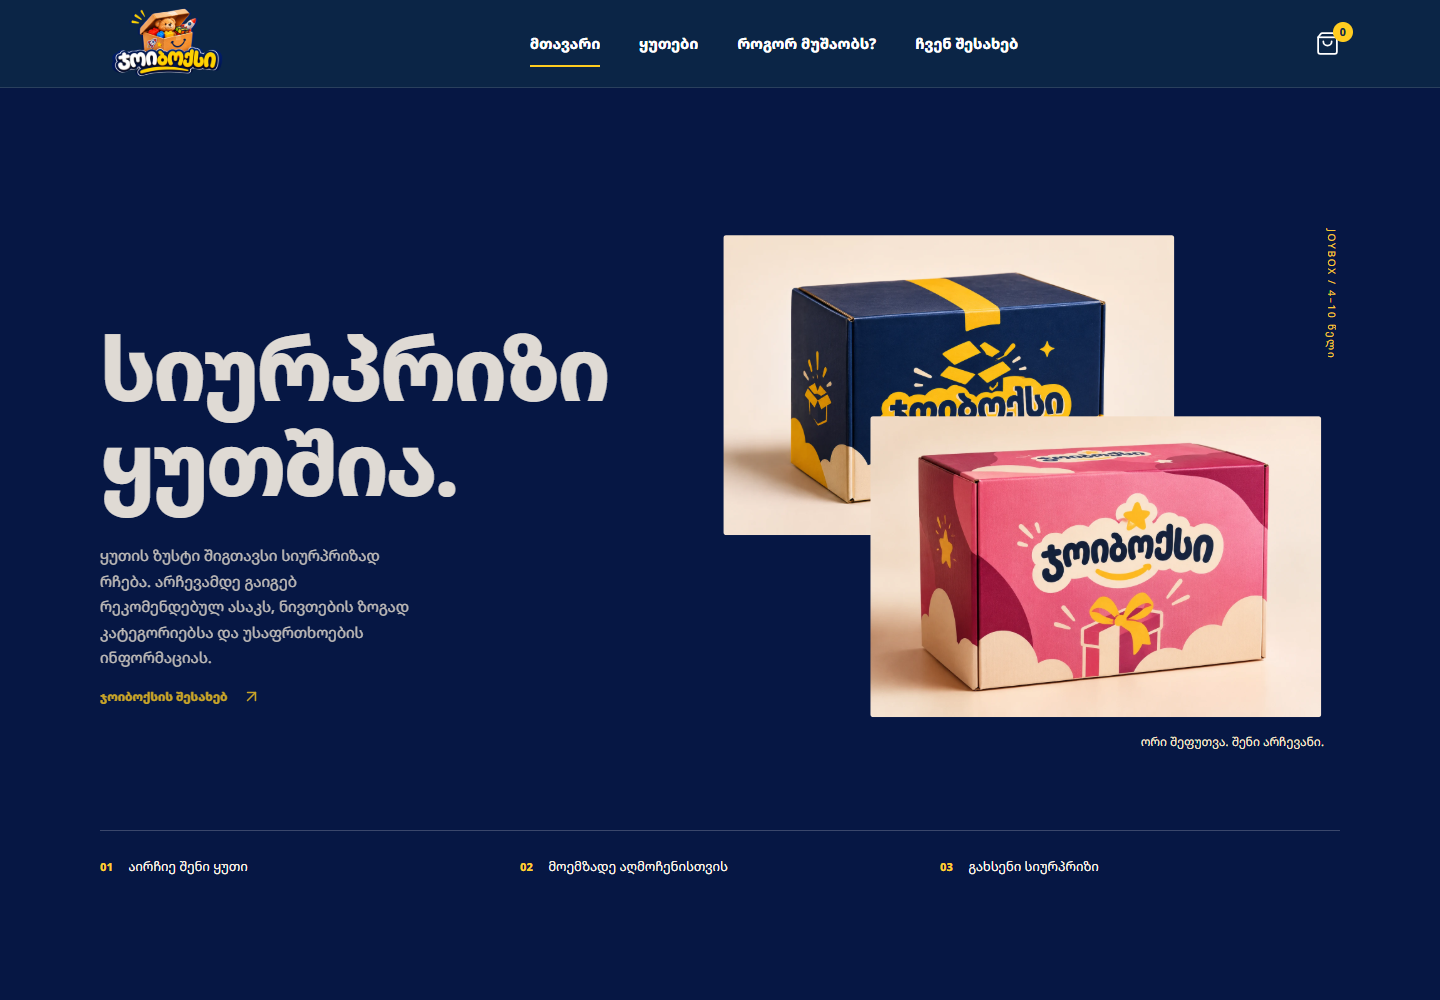 ჯოიბოქსი
მთავარი
ყუთები
როგორ მუშაობს?
ჩვენ შესახებ
0
JOYBOX / 4–10 წელი
სიურპრიზი
ყუთშია.
ყუთის ზუსტი შიგთავსი სიურპრიზად
რჩება. არჩევამდე გაიგებ
რეკომენდებულ ასაკს, ნივთების ზოგად
კატეგორიებსა და უსაფრთხოების
ინფორმაციას.
ჯოიბოქსის შესახებ
ჯოიბოქსი
ჯოიბოქსი
ჯოიბოქსი
ორი შეფუთვა. შენი არჩევანი.
01 აირჩიე შენი ყუთი
02 მოემზადე აღმოჩენისთვის
03 გახსენი სიურპრიზი